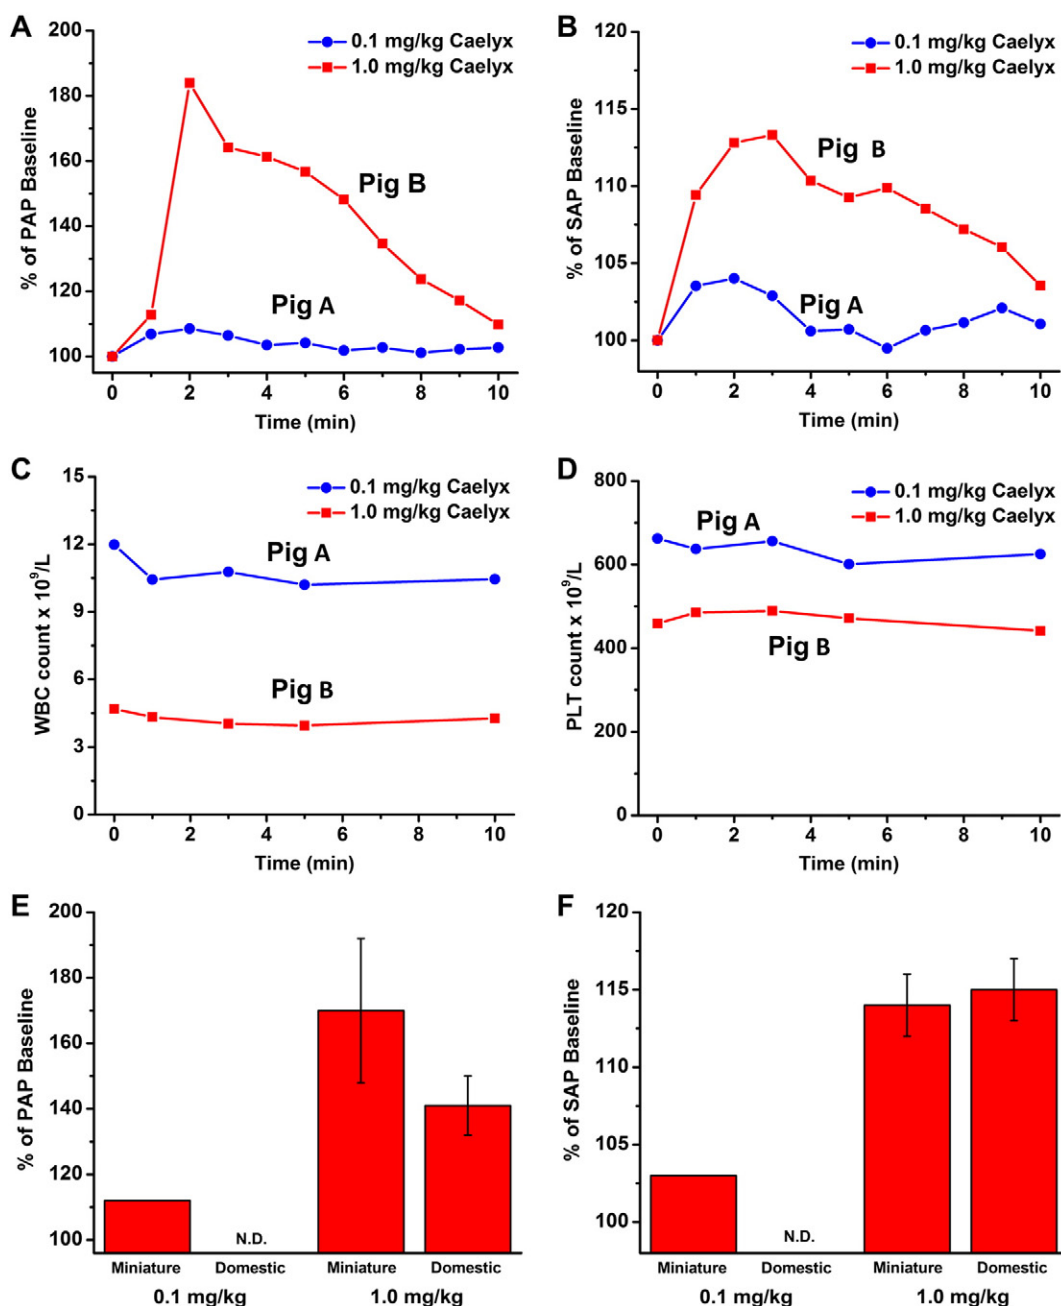 A
0.1 mg/kg Caelyx
1.0 mg/kg Caelyx
% of PAP Baseline
200
180
160
140
120
100
Pig B
Pig A
0 2 4 6 8 10
Time (min)
B
0.1 mg/kg Caelyx
1.0 mg/kg Caelyx
% of SAP Baseline
120
115
110
105
100
Pig B
Pig A
0 2 4 6 8 10
Time (min)
C
0.1 mg/kg Caelyx
1.0 mg/kg Caelyx
WBC count x 10⁹/L
15
12
9
6
3
0
Pig A
Pig B
0 2 4 6 8 10
Time (min)
D
0.1 mg/kg Caelyx
1.0 mg/kg Caelyx
PLT count x 10⁹/L
800
600
400
200
0
Pig A
Pig B
0 2 4 6 8 10
Time (min)
E
% of PAP Baseline
200
180
160
140
120
100
N.D.
Miniature Domestic Miniature Domestic
0.1 mg/kg 1.0 mg/kg
F
% of SAP Baseline
120
115
110
105
100
N.D.
Miniature Domestic Miniature Domestic
0.1 mg/kg 1.0 mg/kg